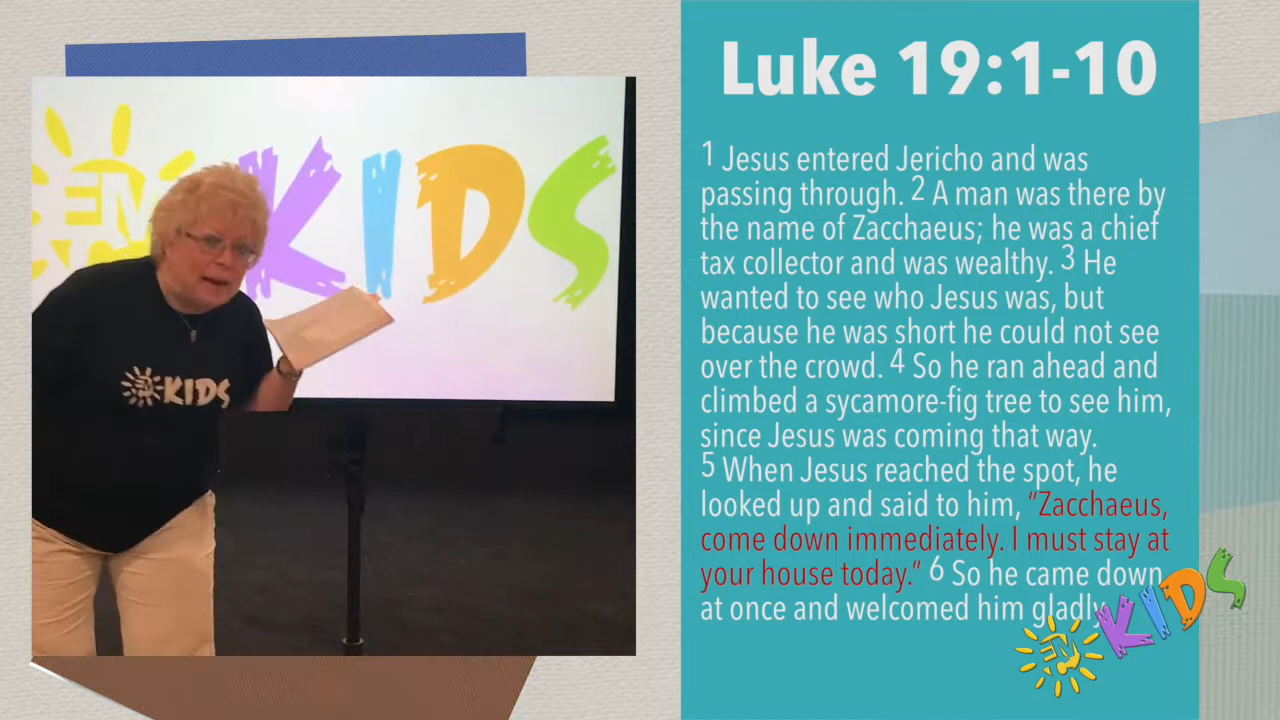 EM
KIDS
EM
KIDS
Luke 19:1-10
1 Jesus entered Jericho and was
passing through. 2 A man was there by
the name of Zacchaeus; he was a chief
tax collector and was wealthy. 3 He
wanted to see who Jesus was, but
because he was short he could not see
over the crowd. 4 So he ran ahead and
climbed a sycamore-fig tree to see him,
since Jesus was coming that way.
5 When Jesus reached the spot, he
looked up and said to him, “Zacchaeus,
come down immediately. I must stay at
your house today.” 6 So he came down
at once and welcomed him gladly
EM
KIDS